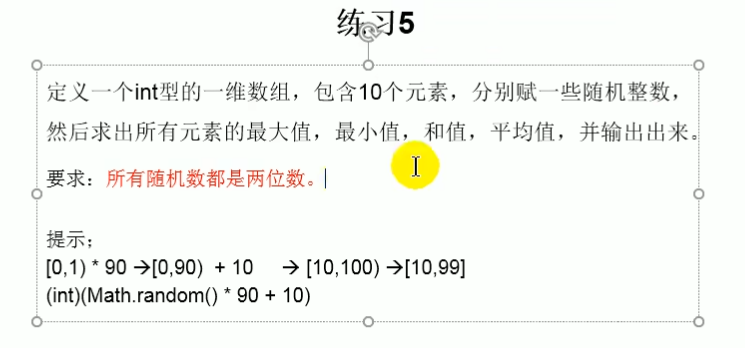 练习5
定义一个int型的一维数组，包含10个元素，分别赋一些随机整数，
然后求出所有元素的最大值，最小值，和值，平均值，并输出出来。
要求：所有随机数都是两位数。
提示；
[0,1) * 90 →[0,90) + 10 → [10,100) →[10,99]
(int)(Math.random() * 90 + 10)